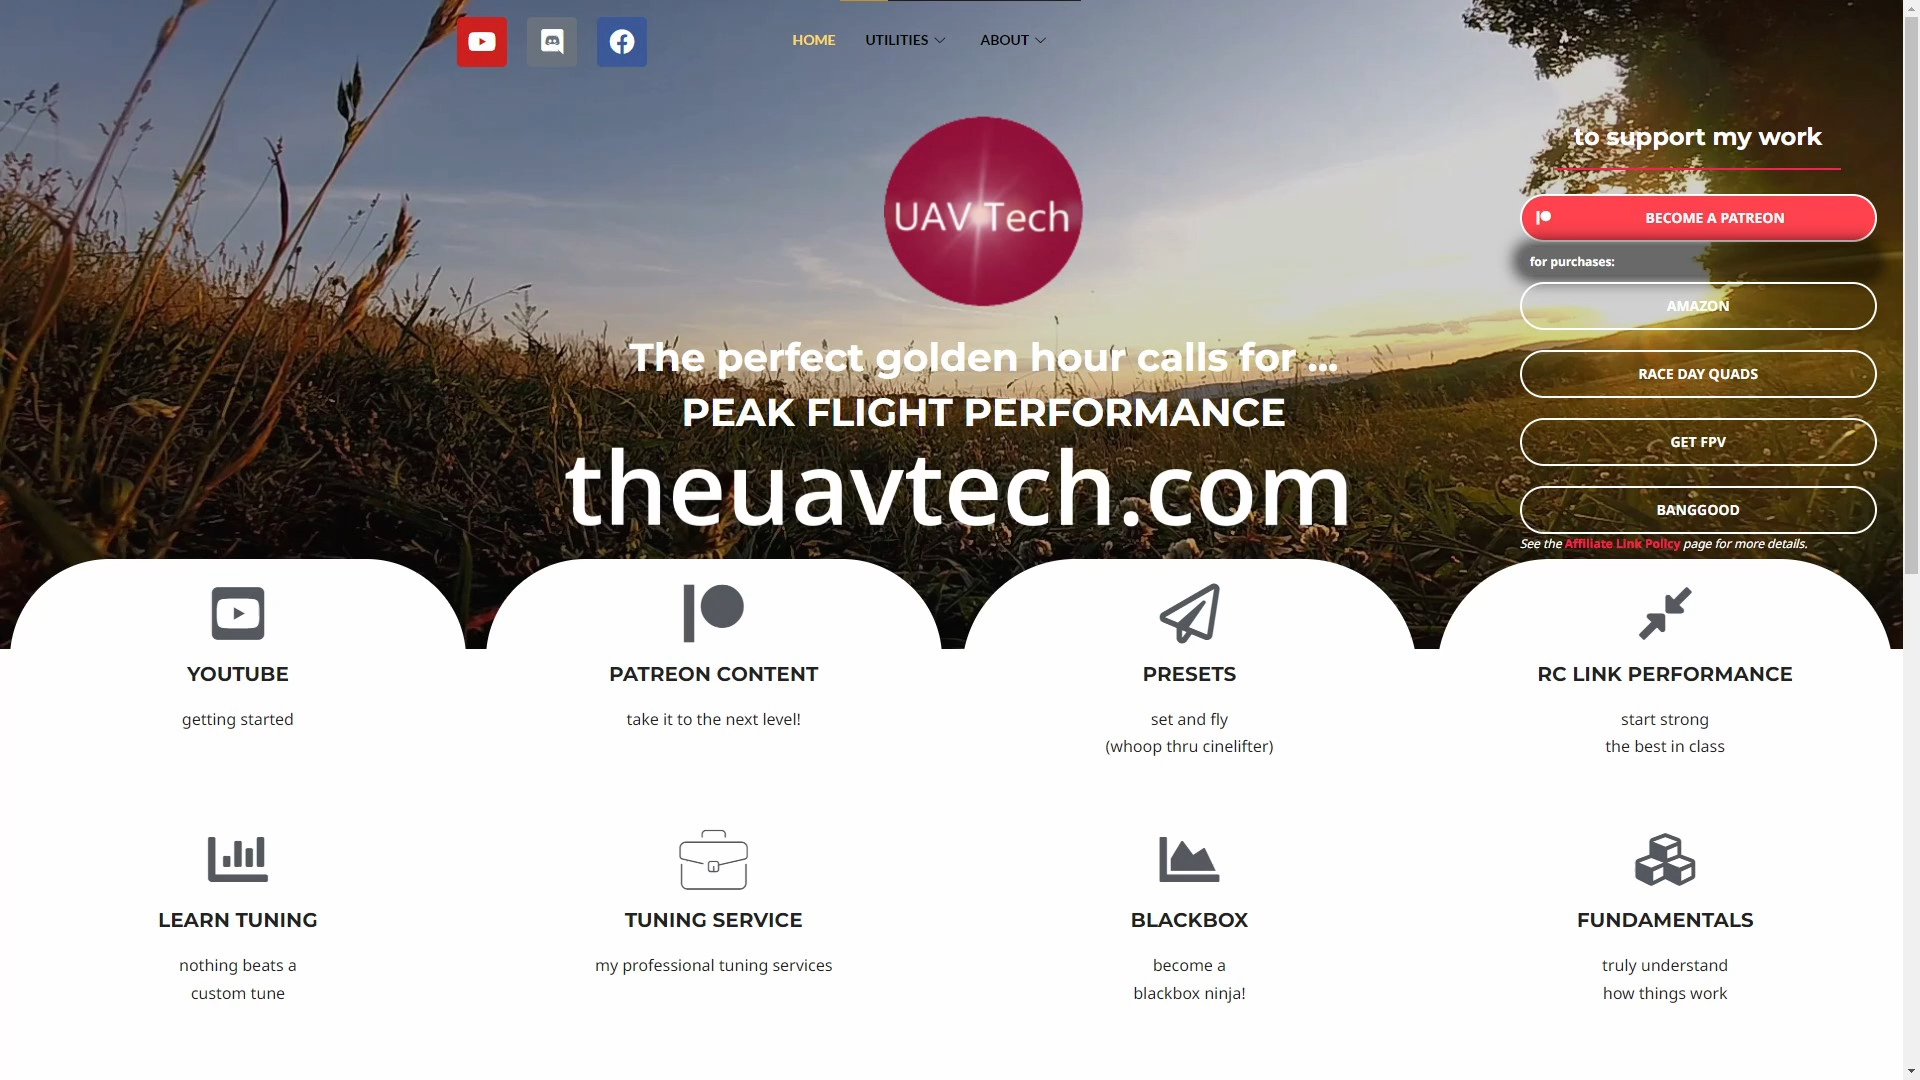 HOME
UTILITIES
ABOUT
UAV Tech
The perfect golden hour calls for ...
PEAK FLIGHT PERFORMANCE
theuavtech.com
to support my work
BECOME A PATREON
for purchases:
AMAZON
RACE DAY QUADS
GET FPV
BANGGOOD
See the Affiliate Link Policy page for more details.
YOUTUBE
getting started
PATREON CONTENT
take it to the next level!
PRESETS
set and fly
(whoop thru cinelifter)
RC LINK PERFORMANCE
start strong
the best in class
LEARN TUNING
nothing beats a
custom tune
TUNING SERVICE
my professional tuning services
BLACKBOX
become a
blackbox ninja!
FUNDAMENTALS
truly understand
how things work